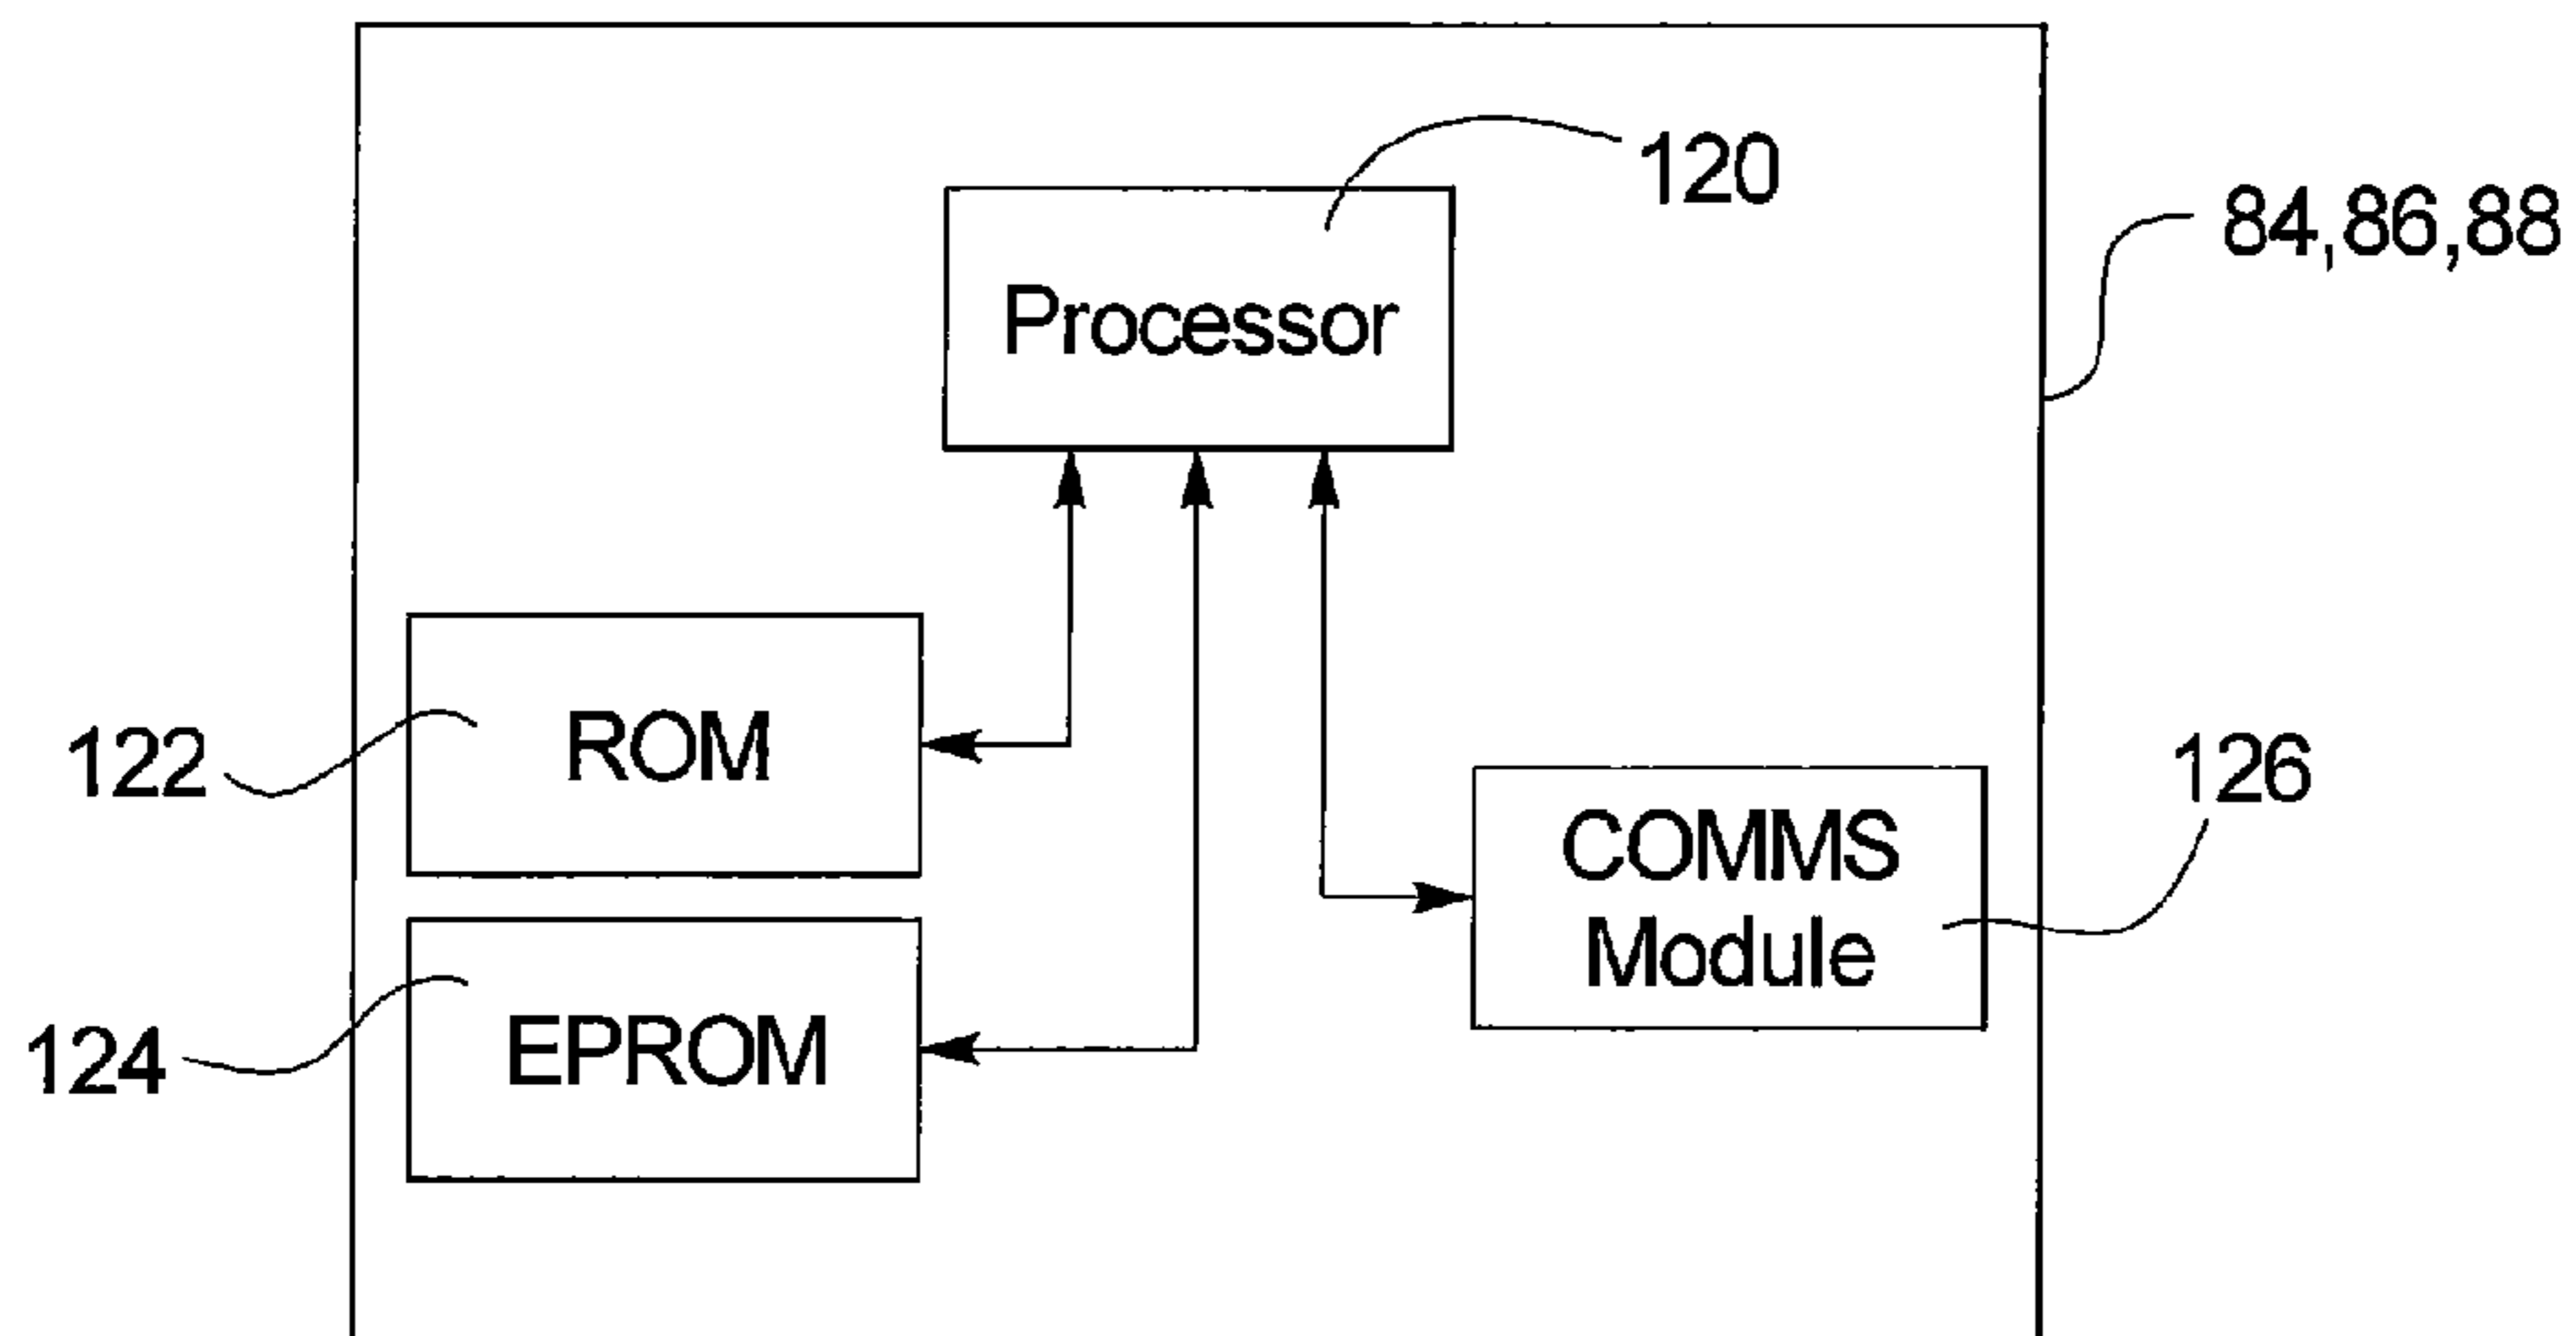 120
84,86,88
Processor
122
ROM
126
COMMS
Module
124
EPROM